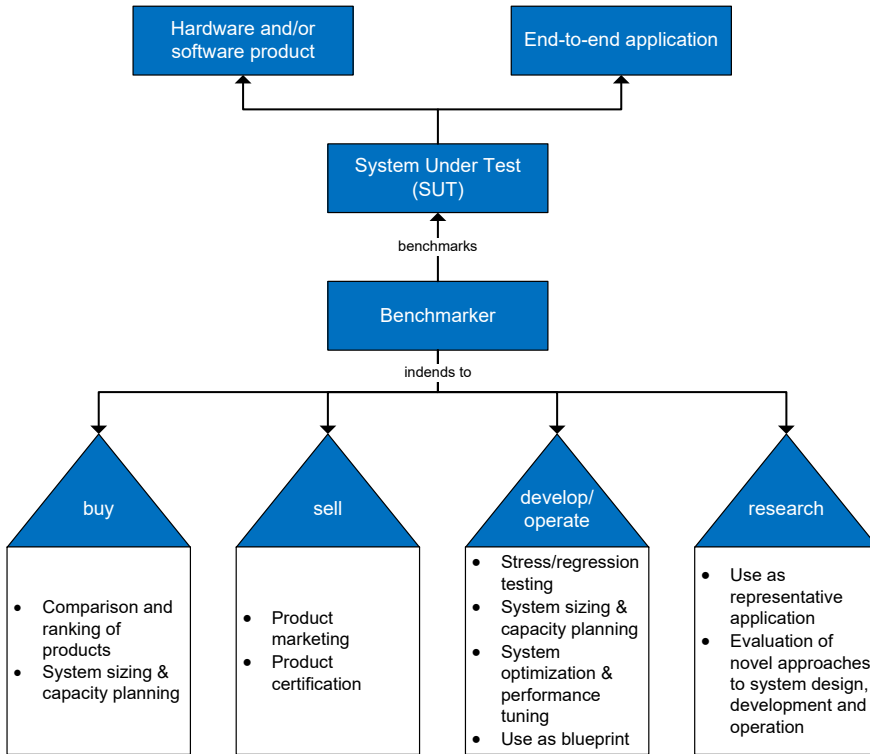 Hardware and/or
software product
End-to-end application
System Under Test
(SUT)
benchmarks
Benchmarker
indends to
buy
sell
develop/
operate
research
• Comparison and
ranking of
products
• System sizing &
capacity planning
• Product
marketing
• Product
certification
• Stress/regression
testing
• System sizing &
capacity planning
• System
optimization &
performance
tuning
• Use as blueprint
• Use as
representative
application
• Evaluation of
novel approaches
to system design,
development and
operation